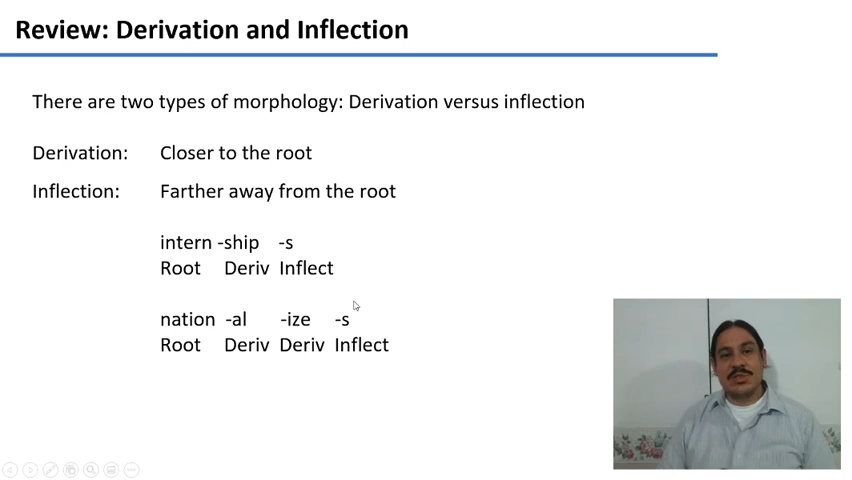 Review: Derivation and Inflection
There are two types of morphology: Derivation versus inflection
Derivation: Closer to the root
Inflection: Farther away from the root
intern -ship -s
Root Deriv Inflect
nation -al -ize -s
Root Deriv Deriv Inflect